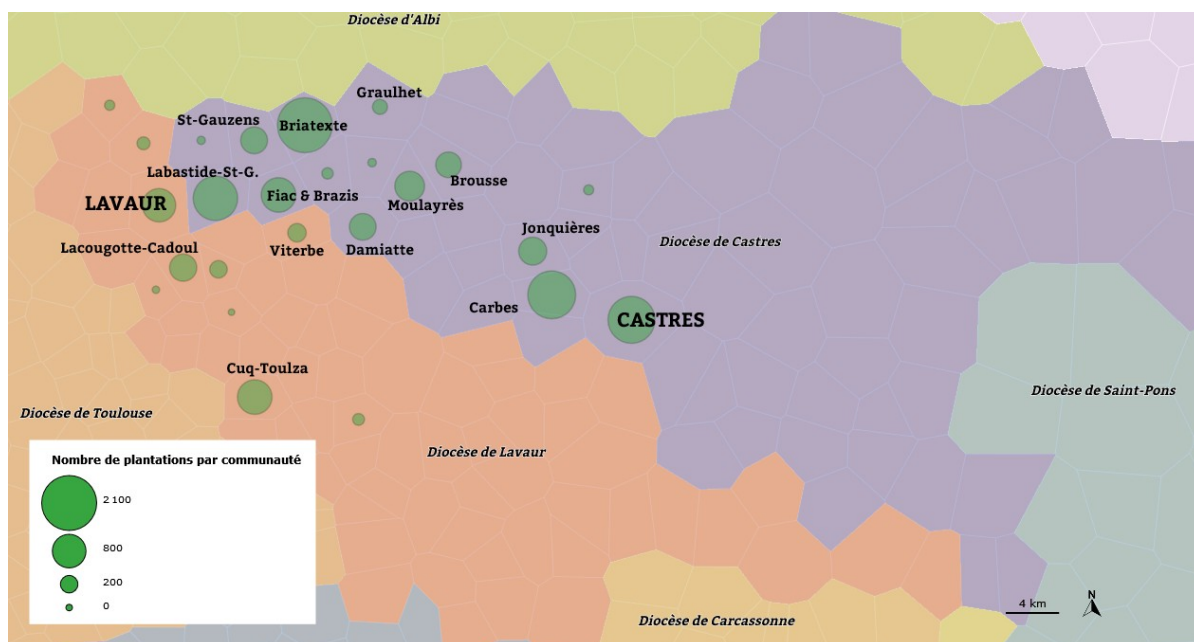 Diocèse d'Albi
Graulhet
St-Gauzens
Briatexte
Labastide-St-G.
Brousse
LAVAUR
Fiac & Brazis
Moulayrès
Jonquières
Lacougotte-Cadoul
Viterbe
Damiatte
Diocèse de Castres
Carbes
CASTRES
Cuq-Toulza
Diocèse de Toulouse
Diocèse de Saint-Pons
Diocèse de Lavaur
Nombre de plantations par communauté
2 100
800
200
0
4 km
N
Diocèse de Carcassonne